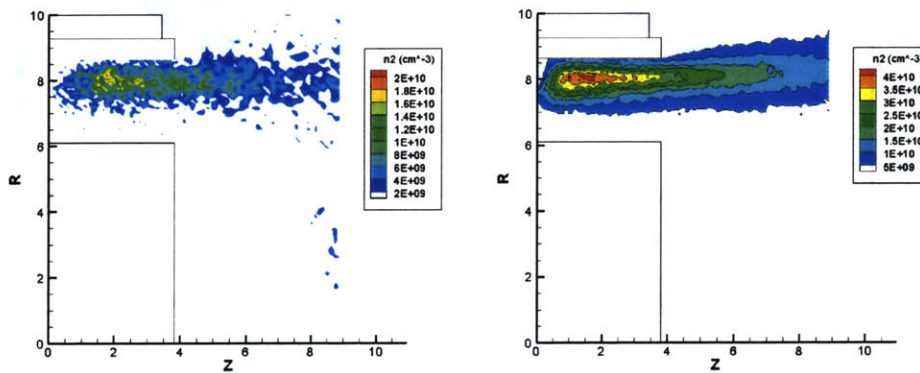 10
8
6
4
2
0
R
0 2 4 6 8 10
Z
n2 (cm^-3)
2E+10
1.8E+10
1.6E+10
1.4E+10
1.2E+10
1E+10
8E+09
6E+09
4E+09
2E+09
10
8
6
4
2
0
R
0 2 4 6 8 10
Z
n2 (cm^-3)
4E+10
3.5E+10
3E+10
2.5E+10
2E+10
1.5E+10
1E+10
5E+09